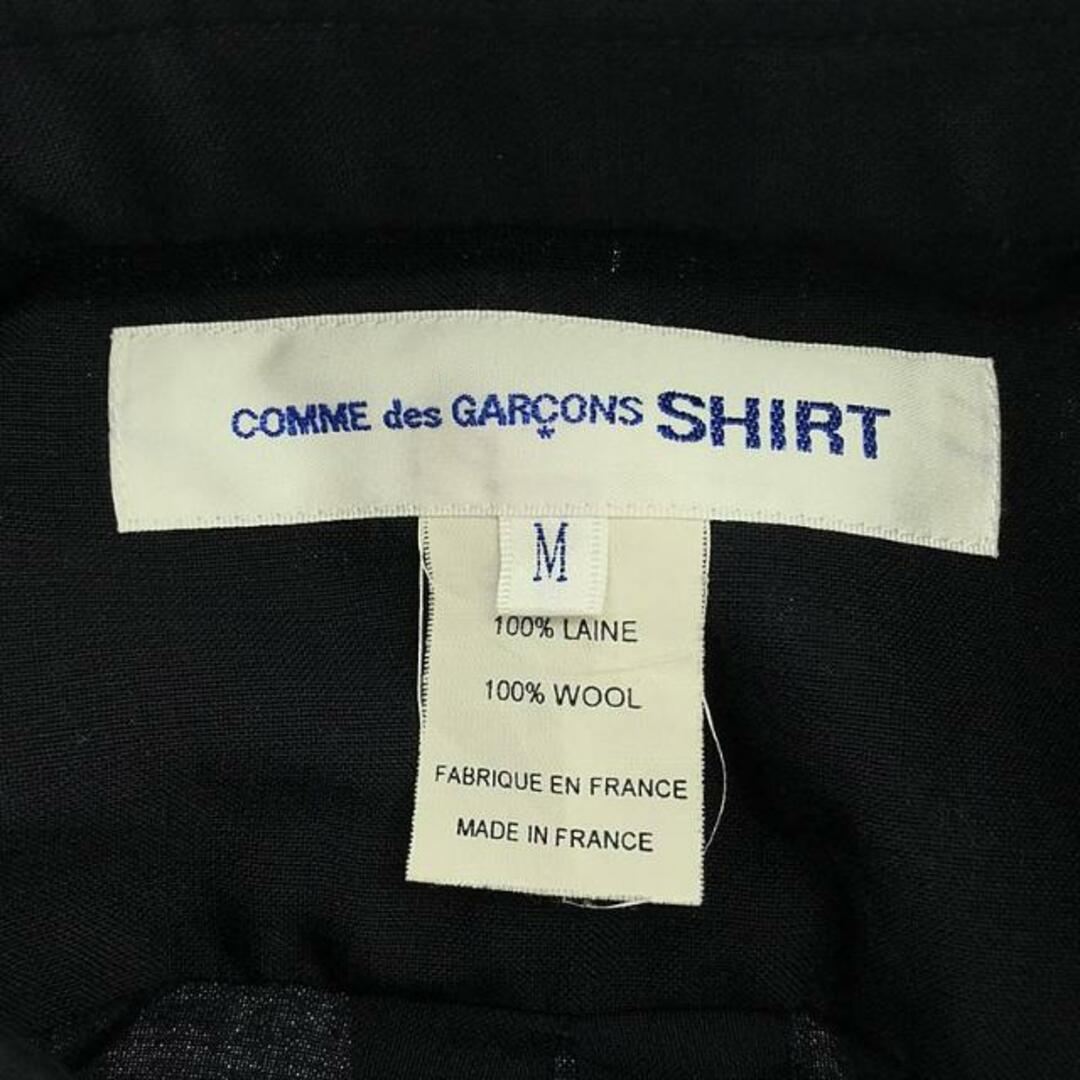 COMME des GARÇONS SHIRT
*
M
100% LAINE
100% WOOL
FABRIQUE EN FRANCE
MADE IN FRANCE